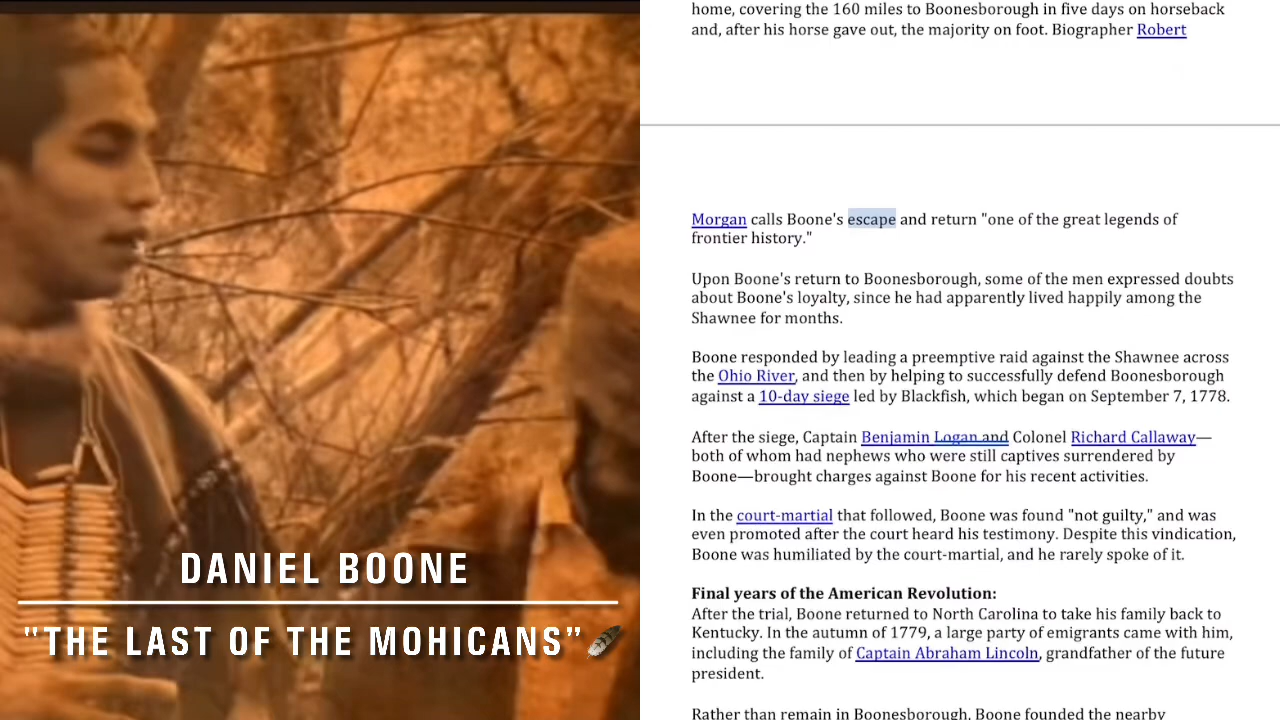 DANIEL BOONE
"THE LAST OF THE MOHICANS"
home, covering the 160 miles to Boonesborough in five days on horseback
and, after his horse gave out, the majority on foot. Biographer Robert
Morgan calls Boone's escape and return "one of the great legends of
frontier history."
Upon Boone's return to Boonesborough, some of the men expressed doubts
about Boone's loyalty, since he had apparently lived happily among the
Shawnee for months.
Boone responded by leading a preemptive raid against the Shawnee across
the Ohio River, and then by helping to successfully defend Boonesborough
against a 10-day siege led by Blackfish, which began on September 7, 1778.
After the siege, Captain Benjamin Logan and Colonel Richard Callaway—
both of whom had nephews who were still captives surrendered by
Boone—brought charges against Boone for his recent activities.
In the court-martial that followed, Boone was found "not guilty," and was
even promoted after the court heard his testimony. Despite this vindication,
Boone was humiliated by the court-martial, and he rarely spoke of it.
Final years of the American Revolution:
After the trial, Boone returned to North Carolina to take his family back to
Kentucky. In the autumn of 1779, a large party of emigrants came with him,
including the family of Captain Abraham Lincoln, grandfather of the future
president.
Rather than remain in Boonesborough, Boone founded the nearby